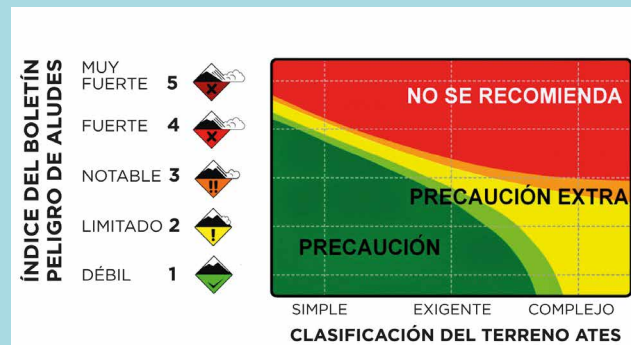 ÍNDICE DEL BOLETÍN
PELIGRO DE ALUDES
MUY
FUERTE 5
FUERTE 4
NOTABLE 3
LIMITADO 2
DÉBIL 1
NO SE RECOMIENDA
PRECAUCIÓN EXTRA
PRECAUCIÓN
SIMPLE EXIGENTE COMPLEJO
CLASIFICACIÓN DEL TERRENO ATES